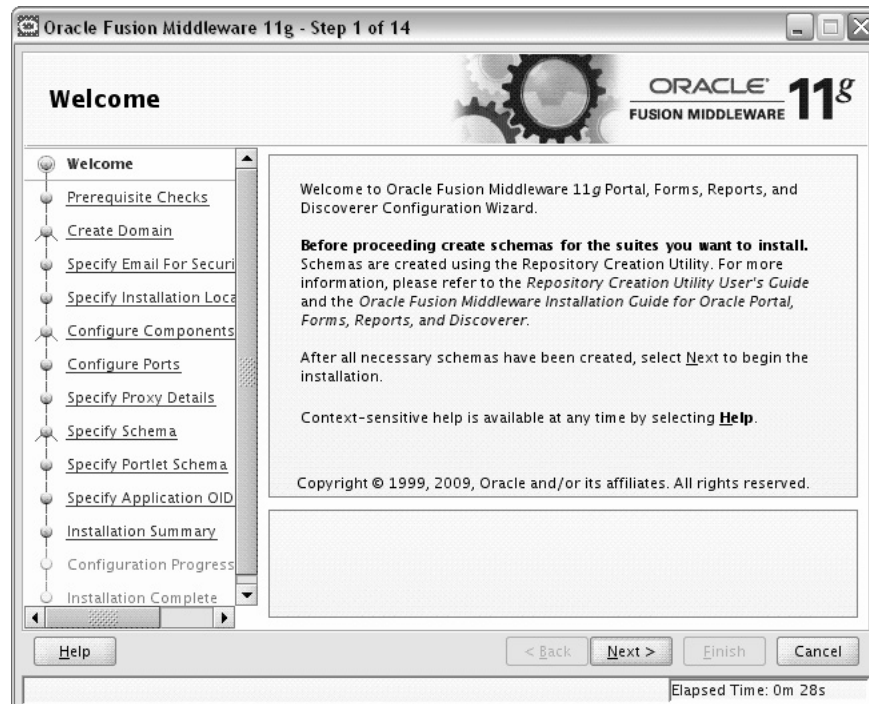 Oracle Fusion Middleware 11g - Step 1 of 14
Welcome
ORACLE
FUSION MIDDLEWARE
11g
Welcome
Prerequisite Checks
Create Domain
Specify Email For Securi
Specify Installation Loca
Configure Components
Configure Ports
Specify Proxy Details
Specify Schema
Specify Portlet Schema
Specify Application OID
Installation Summary
Configuration Progress
Installation Complete
Welcome to Oracle Fusion Middleware 11g Portal, Forms, Reports, and
Discoverer Configuration Wizard.
Before proceeding create schemas for the suites you want to install.
Schemas are created using the Repository Creation Utility. For more
information, please refer to the Repository Creation Utility User's Guide
and the Oracle Fusion Middleware Installation Guide for Oracle Portal,
Forms, Reports, and Discoverer.
After all necessary schemas have been created, select Next to begin the
installation.
Context-sensitive help is available at any time by selecting Help.
Copyright © 1999, 2009, Oracle and/or its affiliates. All rights reserved.
Help
< Back
Next >
Finish
Cancel
Elapsed Time: 0m 28s